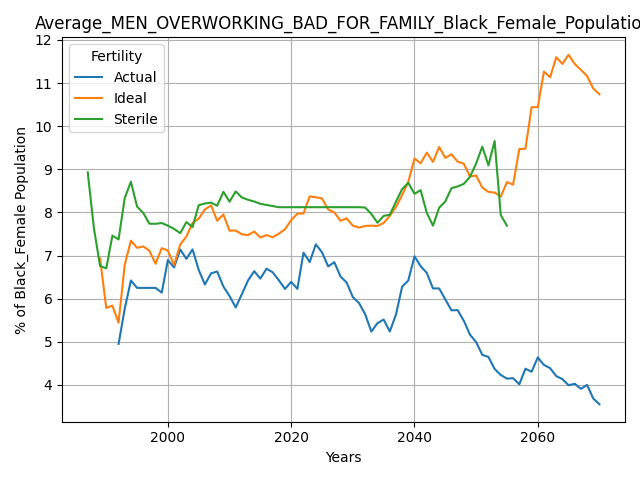 Average_MEN_OVERWORKING_BAD_FOR_FAMILY_Black_Female_Populatio
Fertility
Actual
Ideal
Sterile
% of Black_Female Population
12
11
10
9
8
7
6
5
4
2000 2020 2040 2060
Years